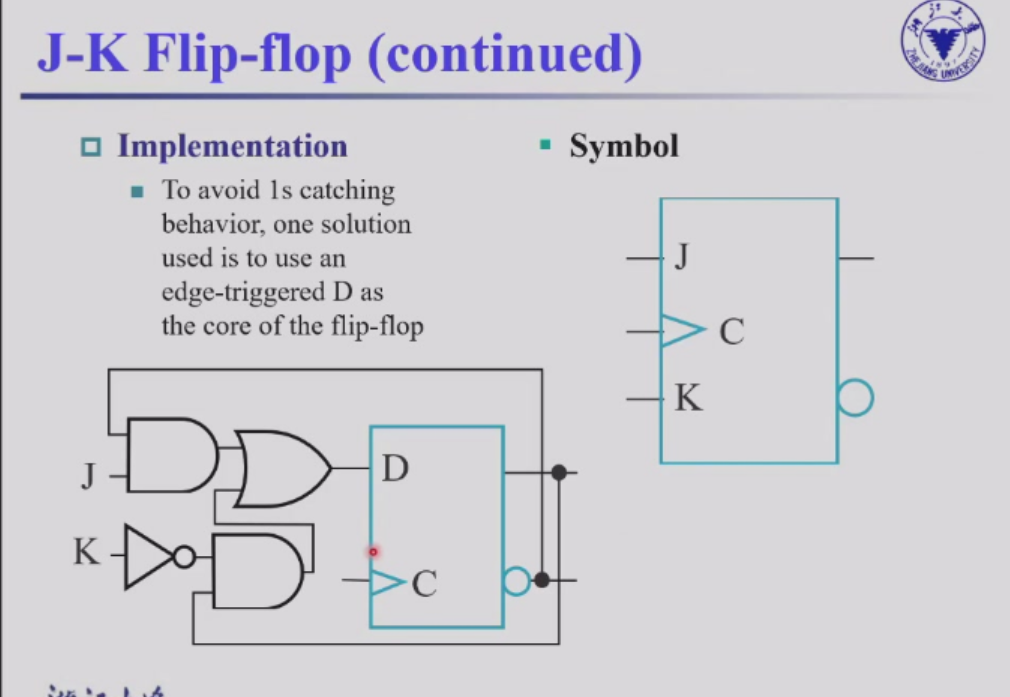 J-K Flip-flop (continued)
ZHEJIANG UNIVERSITY
Implementation
To avoid 1s catching
behavior, one solution
used is to use an
edge-triggered D as
the core of the flip-flop
Symbol
J
C
K
J
D
K
C